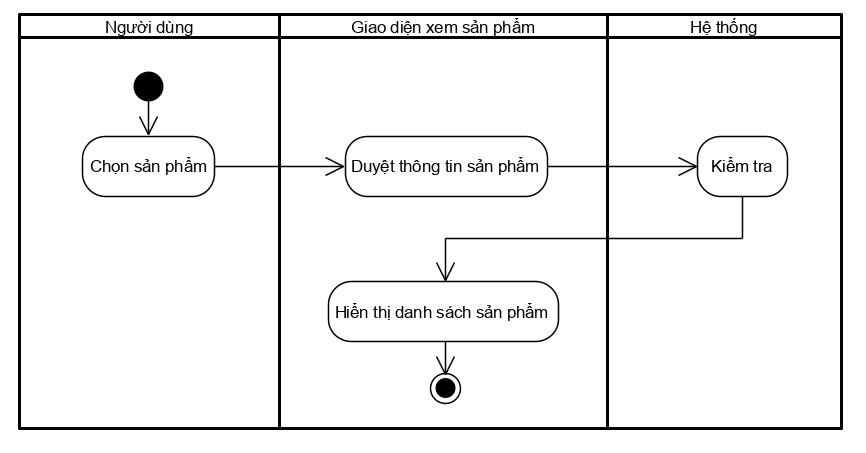 Người dùng
Giao diện xem sản phẩm
Hệ thống
Chọn sản phẩm
Duyệt thông tin sản phẩm
Kiểm tra
Hiển thị danh sách sản phẩm